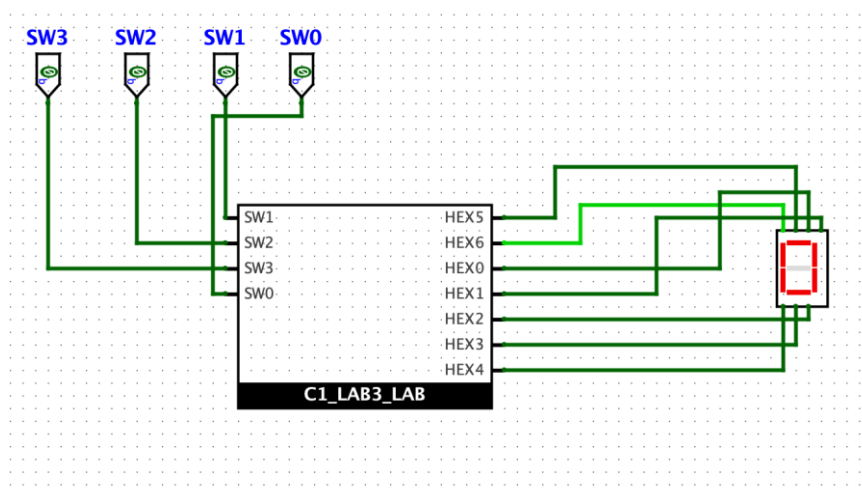 SW3 SW2 SW1 SW0
SW1 HEX5
SW2 HEX6
SW3 HEX0
SW0 HEX1
HEX2
HEX3
HEX4
C1_LAB3_LAB